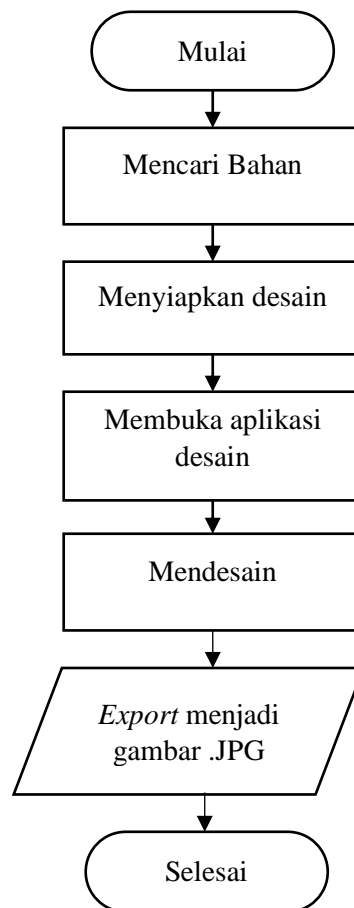 Mulai
Mencari Bahan
Menyiapkan desain
Membuka aplikasi
desain
Mendesain
Export menjadi
gambar .JPG
Selesai